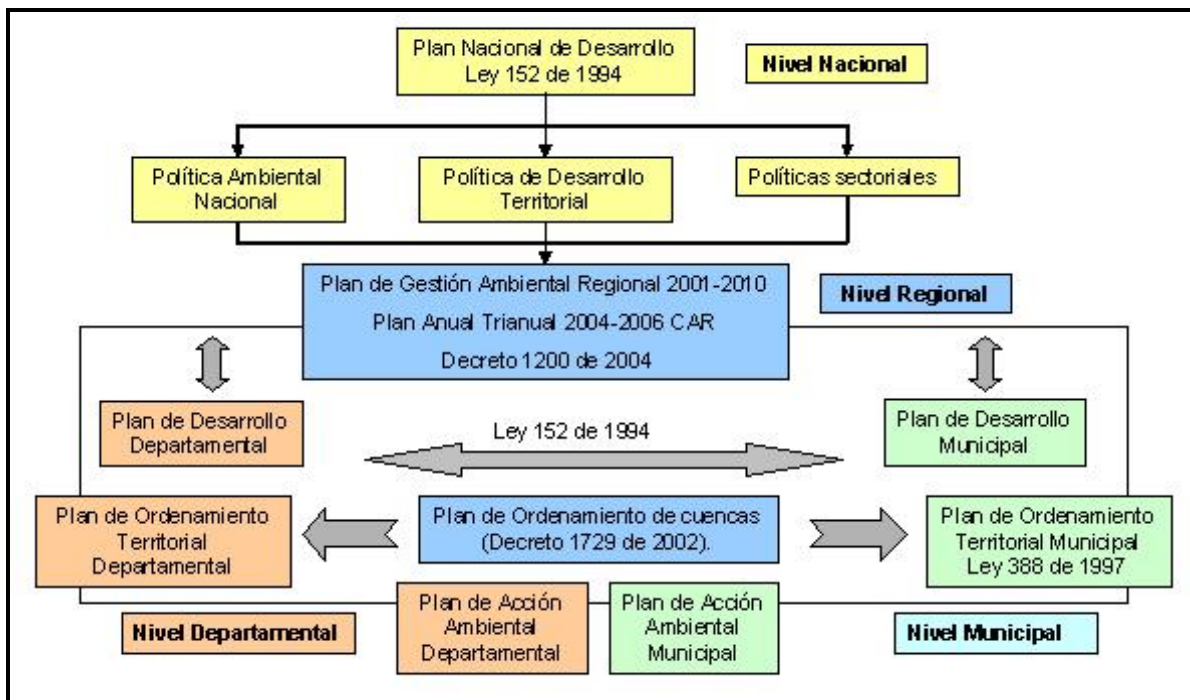 Plan Nacional de Desarrollo
Ley 152 de 1994
Nivel Nacional
Política Ambiental
Nacional
Política de Desarrollo
Territorial
Políticas sectoriales
Plan de Gestión Ambiental Regional 2001-2010
Plan Anual Trianual 2004-2006 CAR
Decreto 1200 de 2004
Nivel Regional
Plan de Desarrollo
Departamental
Ley 152 de 1994
Plan de Desarrollo
Municipal
Plan de Ordenamiento
Territorial
Departamental
Plan de Ordenamiento de cuencas
(Decreto 1729 de 2002).
Plan de Ordenamiento
Territorial Municipal
Ley 388 de 1997
Nivel Departamental
Plan de Acción
Ambiental
Departamental
Plan de Acción
Ambiental
Municipal
Nivel Municipal